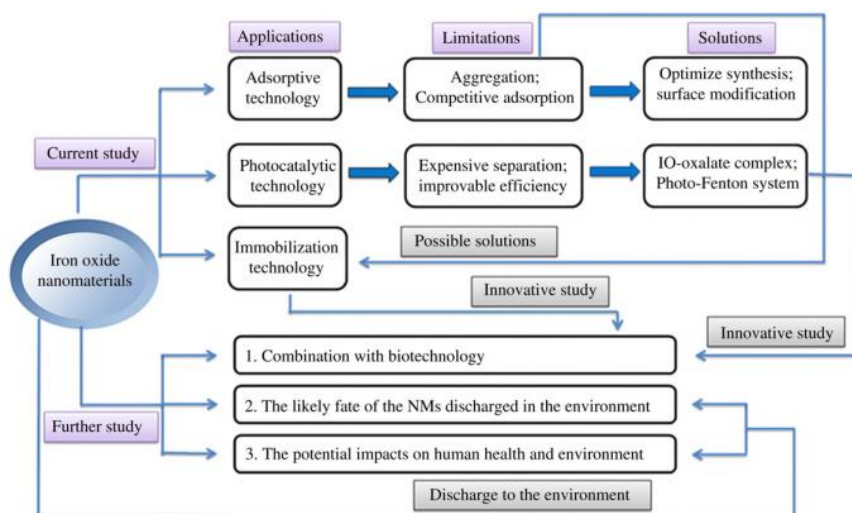 Applications
Limitations
Solutions
Adsorptive
technology
Aggregation;
Competitive adsorption
Optimize synthesis;
surface modification
Current study
Photocatalytic
technology
Expensive separation;
improvable efficiency
IO-oxalate complex;
Photo-Fenton system
Iron oxide
nanomaterials
Immobilization
technology
Possible solutions
Innovative study
Innovative study
1. Combination with biotechnology
2. The likely fate of the NMs discharged in the environment
Further study
3. The potential impacts on human health and environment
Discharge to the environment